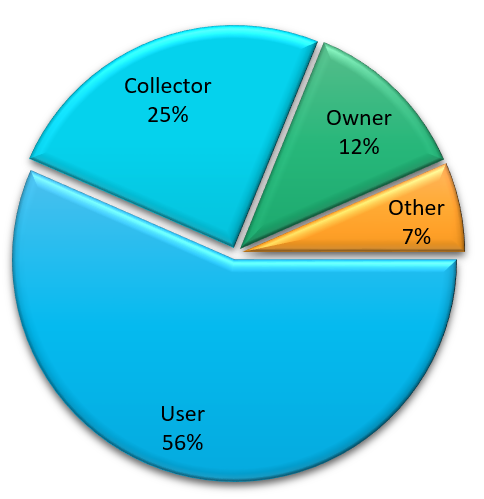 Collector
25%
Owner
12%
Other
7%
User
56%